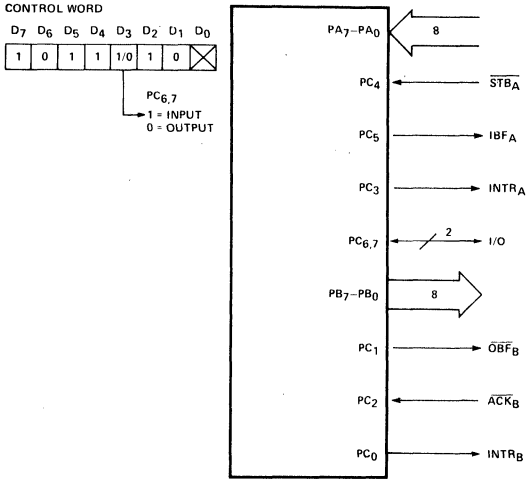 CONTROL WORD
D7 D6 D5 D4 D3 D2 D1 D0
1 0 1 1 1/0 1 0
PC6,7
1 = INPUT
0 = OUTPUT
PA7–PA0 8
PC4 STBA
PC5 IBFA
PC3 INTRA
PC6,7 2 I/O
PB7–PB0 8
PC1 OBFB
PC2 ACKB
PC0 INTRB